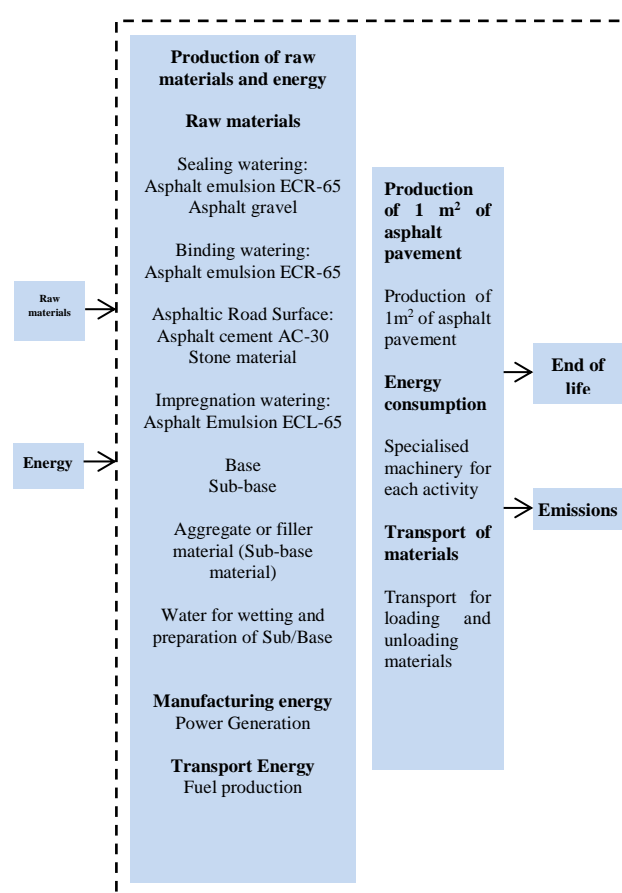 Raw
materials
Energy
Production of raw
materials and energy
Raw materials
Sealing watering:
Asphalt emulsion ECR-65
Asphalt gravel
Binding watering:
Asphalt emulsion ECR-65
Asphaltic Road Surface:
Asphalt cement AC-30
Stone material
Impregnation watering:
Asphalt Emulsion ECL-65
Base
Sub-base
Aggregate or filler
material (Sub-base
material)
Water for wetting and
preparation of Sub/Base
Manufacturing energy
Power Generation
Transport Energy
Fuel production
Production
of 1 m² of
asphalt
pavement
Production of
1m² of asphalt
pavement
Energy
consumption
Specialised
machinery for
each activity
Transport of
materials
Transport for
loading and
unloading
materials
End of
life
Emissions